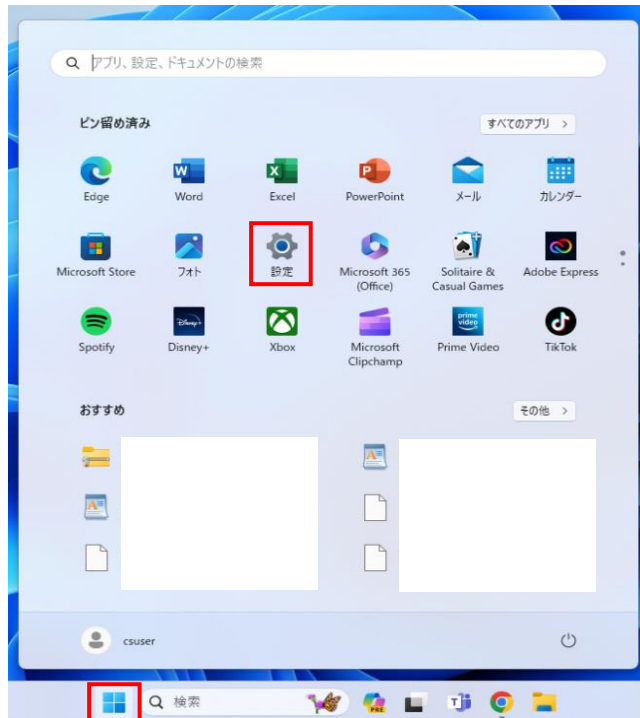 アプリ、設定、ドキュメントの検索
ピン留め済み
すべてのアプリ >
Edge
Word
Excel
PowerPoint
メール
カレンダー
Microsoft Store
フォト
設定
Microsoft 365
(Office)
Solitaire &
Casual Games
Adobe Express
Spotify
Disney+
Xbox
Microsoft
Clipchamp
prime
video
Prime Video
TikTok
おすすめ
その他 >
csuser
検索
PRE